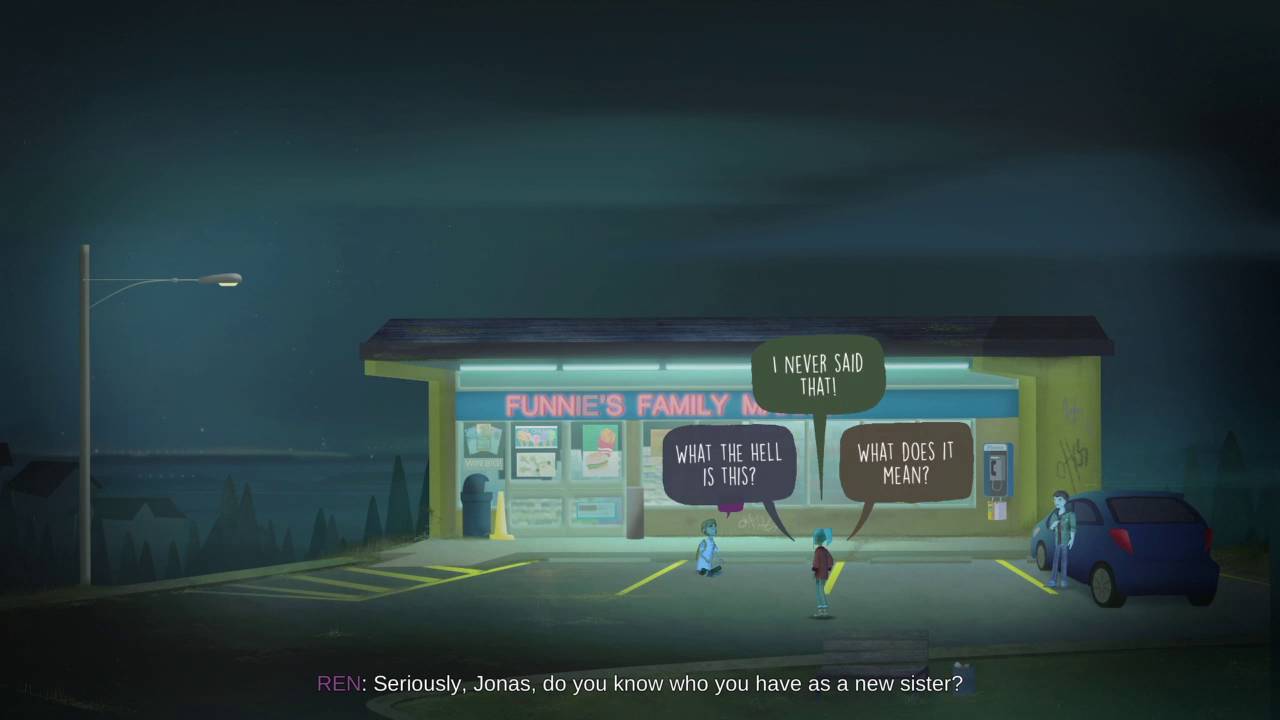 I NEVER SAID
THAT!
FUNNIE'S FAMILY
WHAT THE HELL
IS THIS?
WHAT DOES IT
MEAN?
REN: Seriously, Jonas, do you know who you have as a new sister?